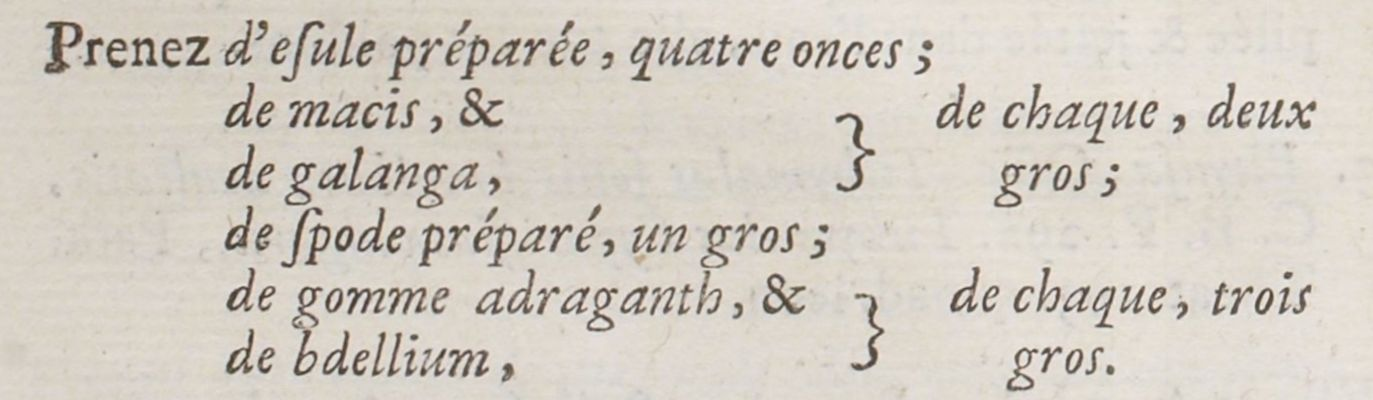 Prenez d'eſule préparée, quatre onces;
de macis, & } de chaque, deux
de galanga, gros;
de ſpode préparé, un gros;
de gomme adraganth, & } de chaque, trois
de bdellium, gros.